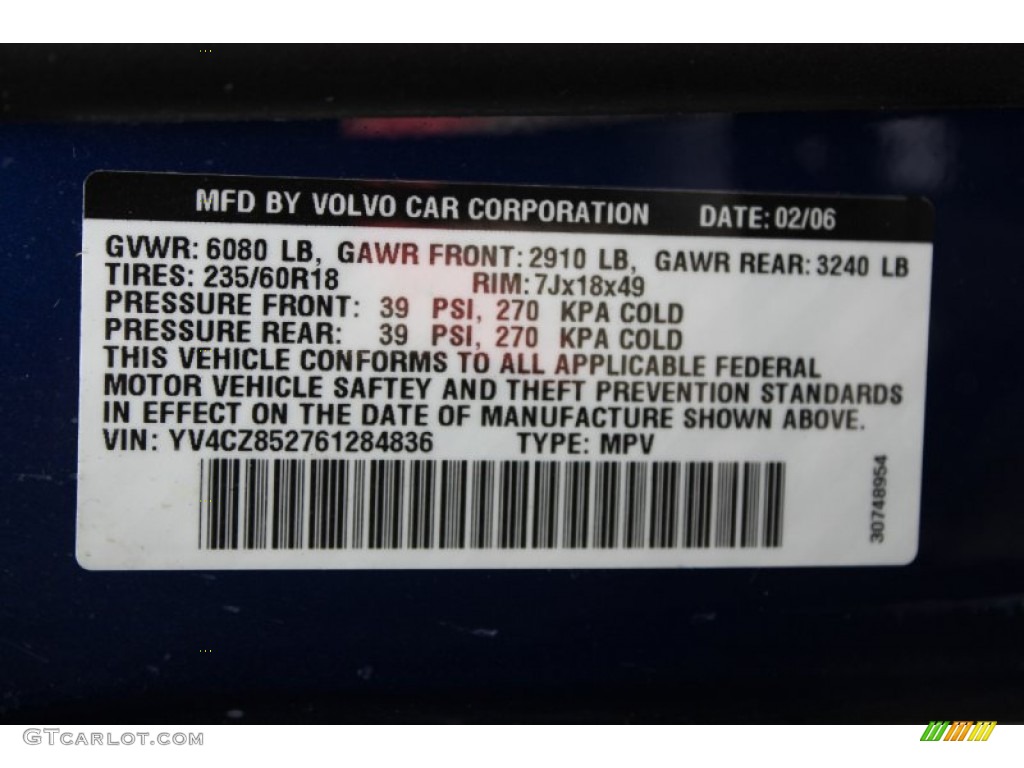 MFD BY VOLVO CAR CORPORATION DATE: 02/06
GVWR: 6080 LB, GAWR FRONT: 2910 LB, GAWR REAR: 3240 LB
TIRES: 235/60R18 RIM: 7Jx18x49
PRESSURE FRONT: 39 PSI, 270 KPA COLD
PRESSURE REAR: 39 PSI, 270 KPA COLD
THIS VEHICLE CONFORMS TO ALL APPLICABLE FEDERAL
MOTOR VEHICLE SAFTEY AND THEFT PREVENTION STANDARDS
IN EFFECT ON THE DATE OF MANUFACTURE SHOWN ABOVE.
VIN: YV4CZ852761284836 TYPE: MPV
30748954
GTCarLot.com